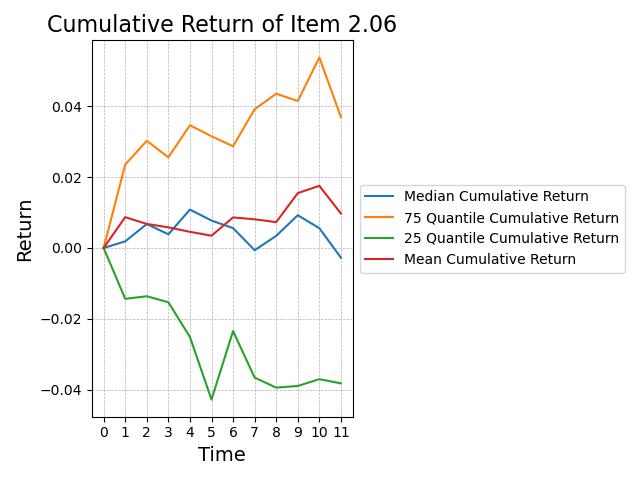 Cumulative Return of Item 2.06
Return
0.04
0.02
0.00
−0.02
−0.04
0 1 2 3 4 5 6 7 8 9 10 11
Time
Median Cumulative Return
75 Quantile Cumulative Return
25 Quantile Cumulative Return
Mean Cumulative Return